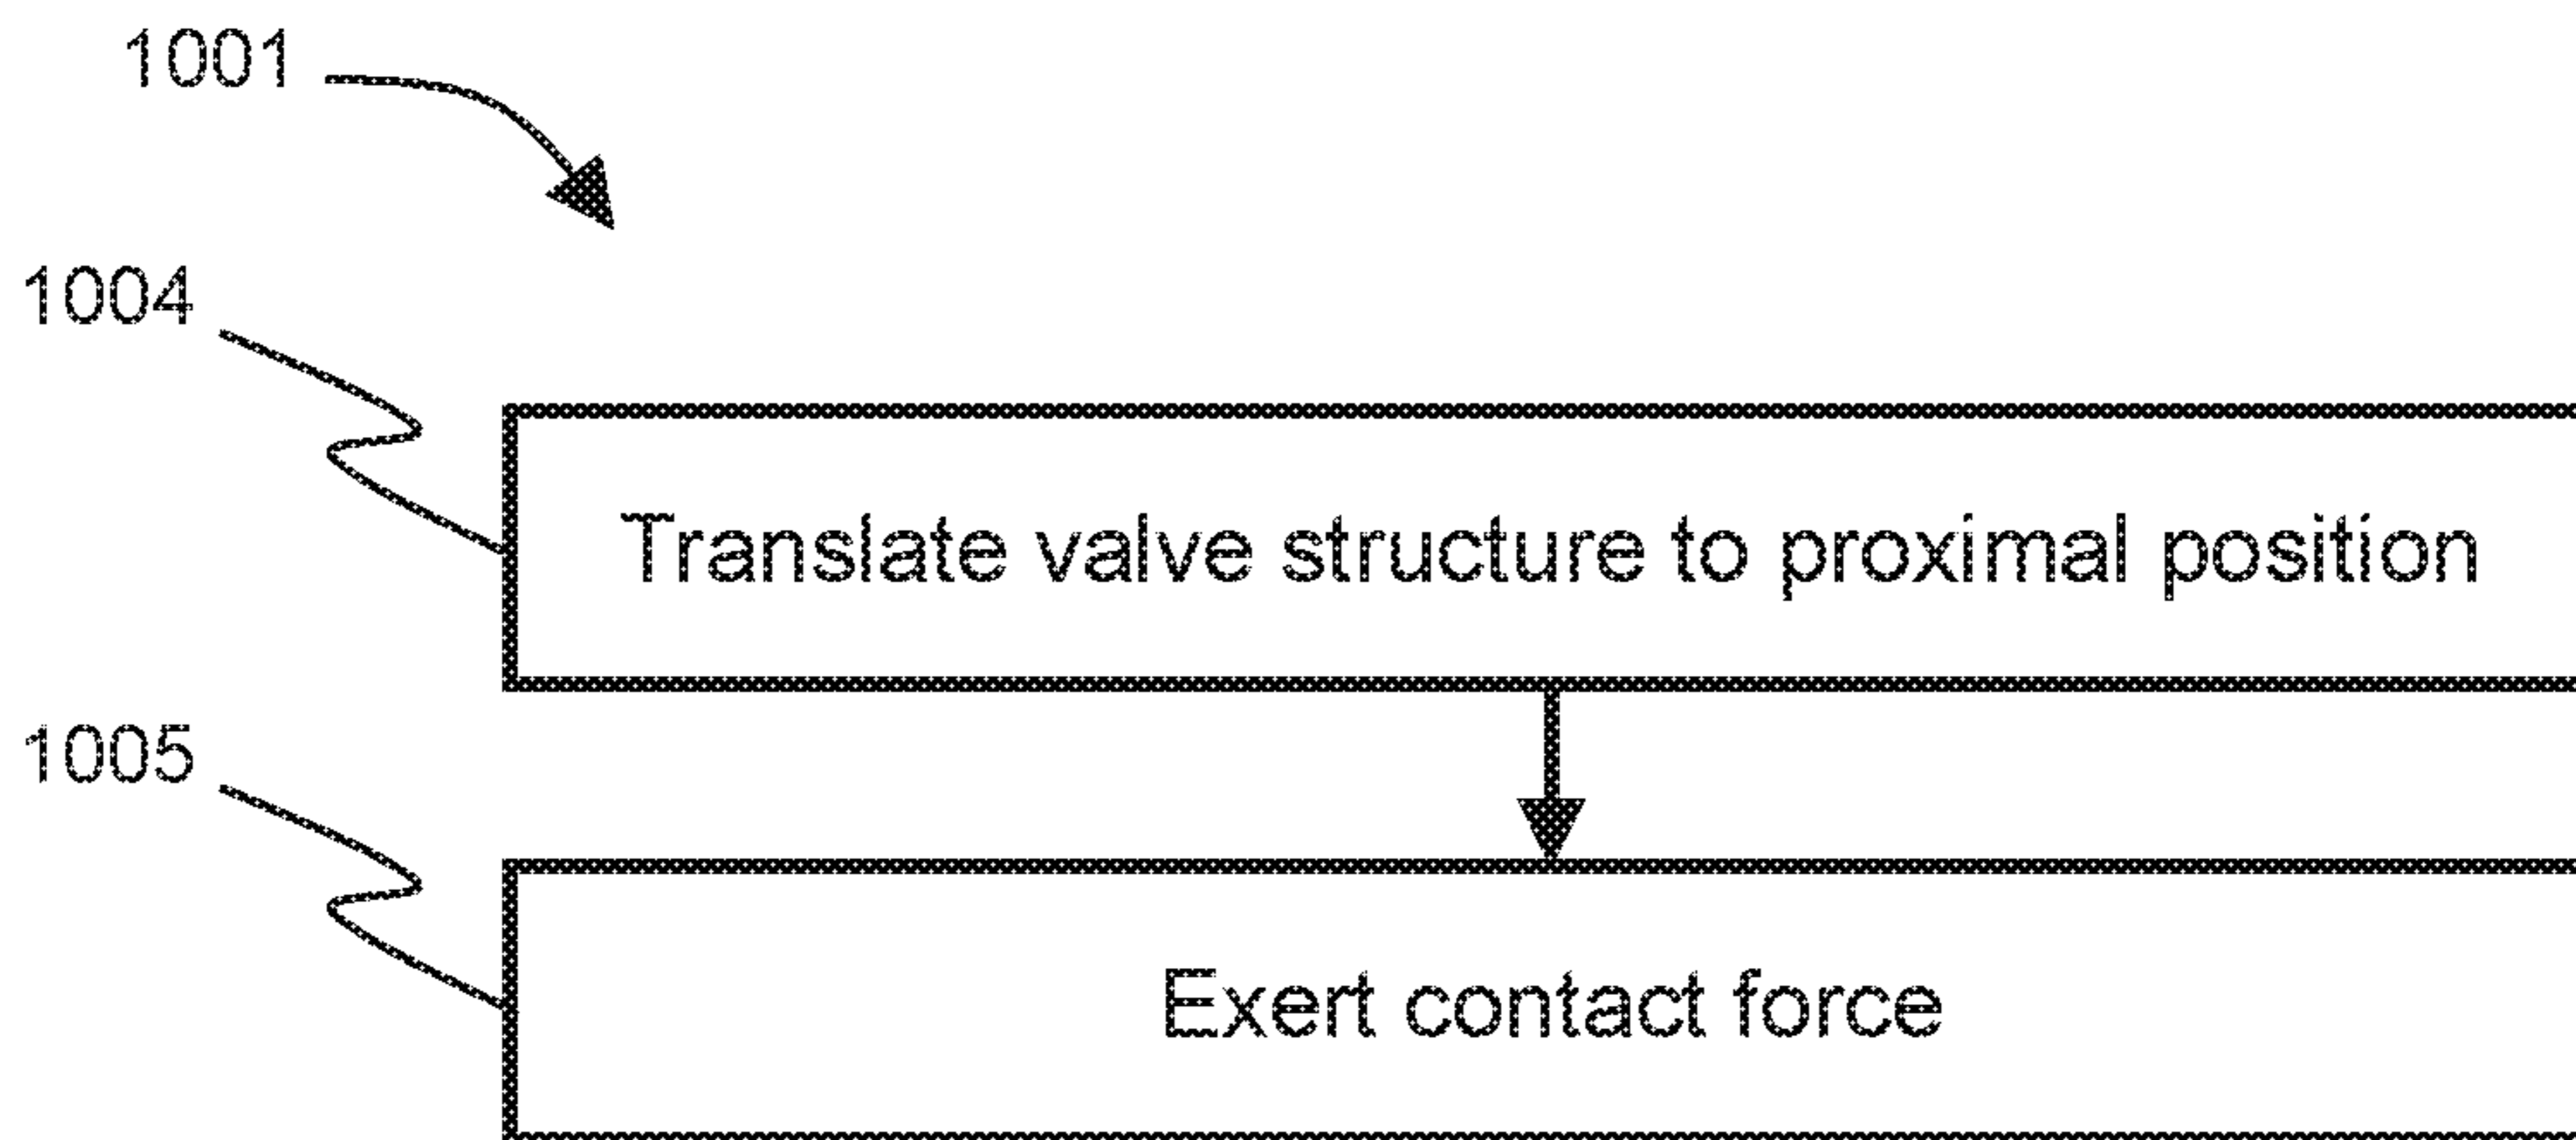 1001
1004
Translate valve structure to proximal position
1005
Exert contact force